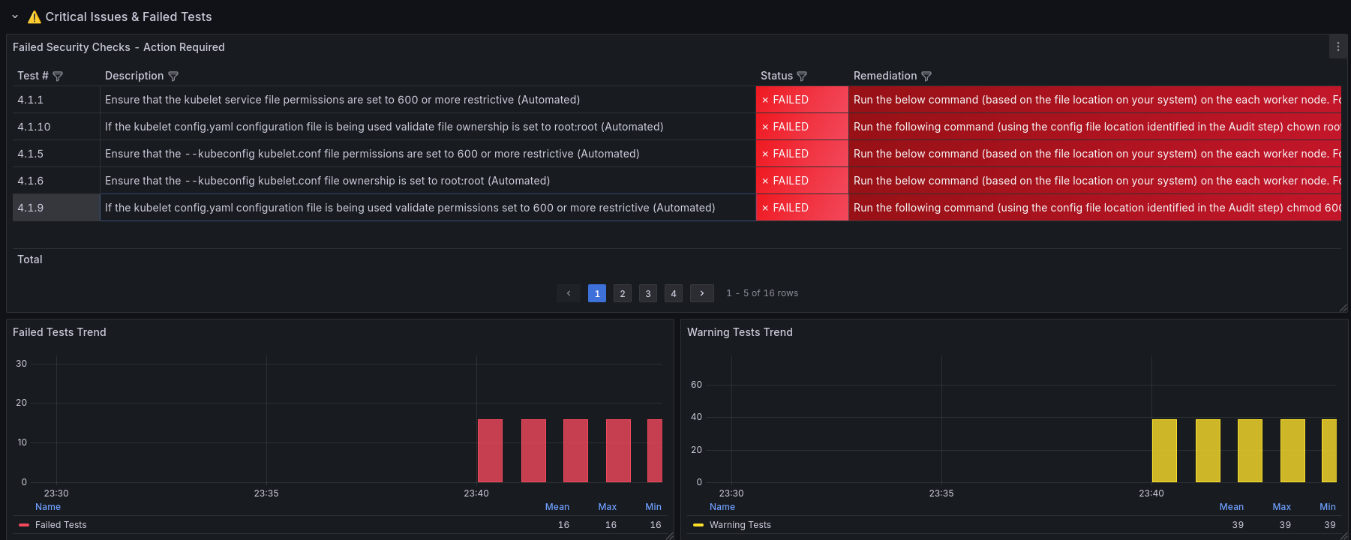 ⚠️ Critical Issues & Failed Tests
Failed Security Checks - Action Required
Test # Description Status Remediation
4.1.1 Ensure that the kubelet service file permissions are set to 600 or more restrictive (Automated) × FAILED Run the below command (based on the file location on your system) on the each worker node. Fo
4.1.10 If the kubelet config.yaml configuration file is being used validate file ownership is set to root:root (Automated) × FAILED Run the following command (using the config file location identified in the Audit step) chown roo
4.1.5 Ensure that the --kubeconfig kubelet.conf file permissions are set to 600 or more restrictive (Automated) × FAILED Run the below command (based on the file location on your system) on the each worker node. Fo
4.1.6 Ensure that the --kubeconfig kubelet.conf file ownership is set to root:root (Automated) × FAILED Run the below command (based on the file location on your system) on the each worker node. Fo
4.1.9 If the kubelet config.yaml configuration file is being used validate permissions set to 600 or more restrictive (Automated) × FAILED Run the following command (using the config file location identified in the Audit step) chmod 600
Total
1 2 3 4 1 - 5 of 16 rows
Failed Tests Trend
30
20
10
0
23:30 23:35 23:40
Name Mean Max Min
Failed Tests 16 16 16
Warning Tests Trend
60
40
20
0
23:30 23:35 23:40
Name Mean Max Min
Warning Tests 39 39 39